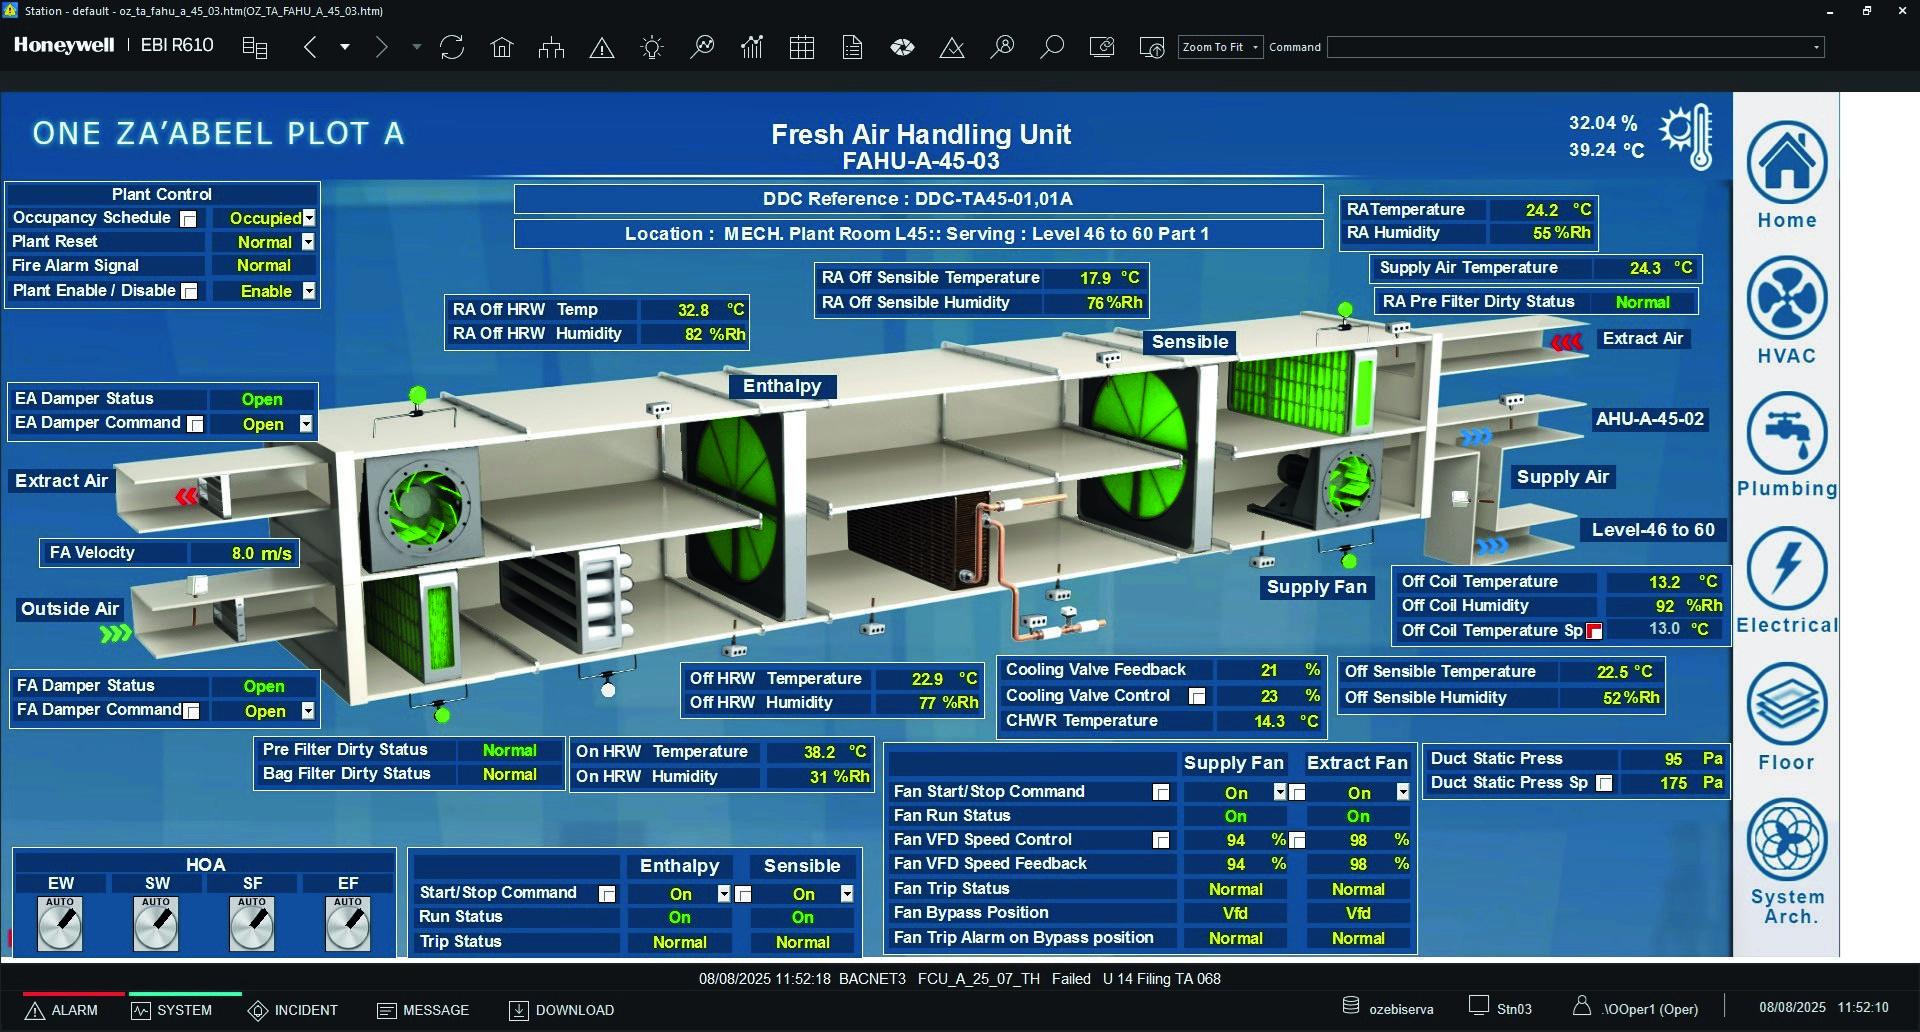 Station - default - oz_ta_fahu_a_45_03.htm(OZ_TA_FAHU_A_45_03.htm)
Honeywell | EBI R610
Zoom To Fit
Command
ONE ZA'ABEEL PLOT A
Fresh Air Handling Unit
FAHU-A-45-03
32.04 %
39.24 °C
DDC Reference : DDC-TA45-01,01A
Location : MECH. Plant Room L45:: Serving : Level 46 to 60 Part 1
Plant Control
Occupancy Schedule Occupied
Plant Reset Normal
Fire Alarm Signal Normal
Plant Enable / Disable Enable
RATemperature 24.2 °C
RA Humidity 55 %Rh
Supply Air Temperature 24.3 °C
RA Pre Filter Dirty Status Normal
RA Off Sensible Temperature 17.9 °C
RA Off Sensible Humidity 76 %Rh
RA Off HRW Temp 32.8 °C
RA Off HRW Humidity 82 %Rh
Sensible
Extract Air
Enthalpy
EA Damper Status Open
EA Damper Command Open
AHU-A-45-02
Extract Air
Supply Air
Level-46 to 60
FA Velocity 8.0 m/s
Outside Air
Supply Fan
Off Coil Temperature 13.2 °C
Off Coil Humidity 92 %Rh
Off Coil Temperature Sp 13.0 °C
FA Damper Status Open
FA Damper Command Open
Off HRW Temperature 22.9 °C
Off HRW Humidity 77 %Rh
Cooling Valve Feedback 21 %
Cooling Valve Control 23 %
CHWR Temperature 14.3 °C
Off Sensible Temperature 22.5 °C
Off Sensible Humidity 52 %Rh
Pre Filter Dirty Status Normal
Bag Filter Dirty Status Normal
On HRW Temperature 38.2 °C
On HRW Humidity 31 %Rh
Supply Fan Extract Fan
Fan Start/Stop Command On On
Fan Run Status On On
Fan VFD Speed Control 94 % 98 %
Fan VFD Speed Feedback 94 % 98 %
Fan Trip Status Normal Normal
Fan Bypass Position Vfd Vfd
Fan Trip Alarm on Bypass position Normal Normal
Duct Static Press 95 Pa
Duct Static Press Sp 175 Pa
HOA
EW SW SF EF
AUTO AUTO AUTO AUTO
Enthalpy Sensible
Start/Stop Command On On
Run Status On On
Trip Status Normal Normal
Home
HVAC
Plumbing
Electrical
Floor
System
Arch.
08/08/2025 11:52:18 BACNET3 FCU_A_25_07_TH Failed U 14 Filing TA 068
ALARM SYSTEM INCIDENT MESSAGE DOWNLOAD
ozebiserva Stn03 .\OOper1 (Oper) 08/08/2025 11:52:10